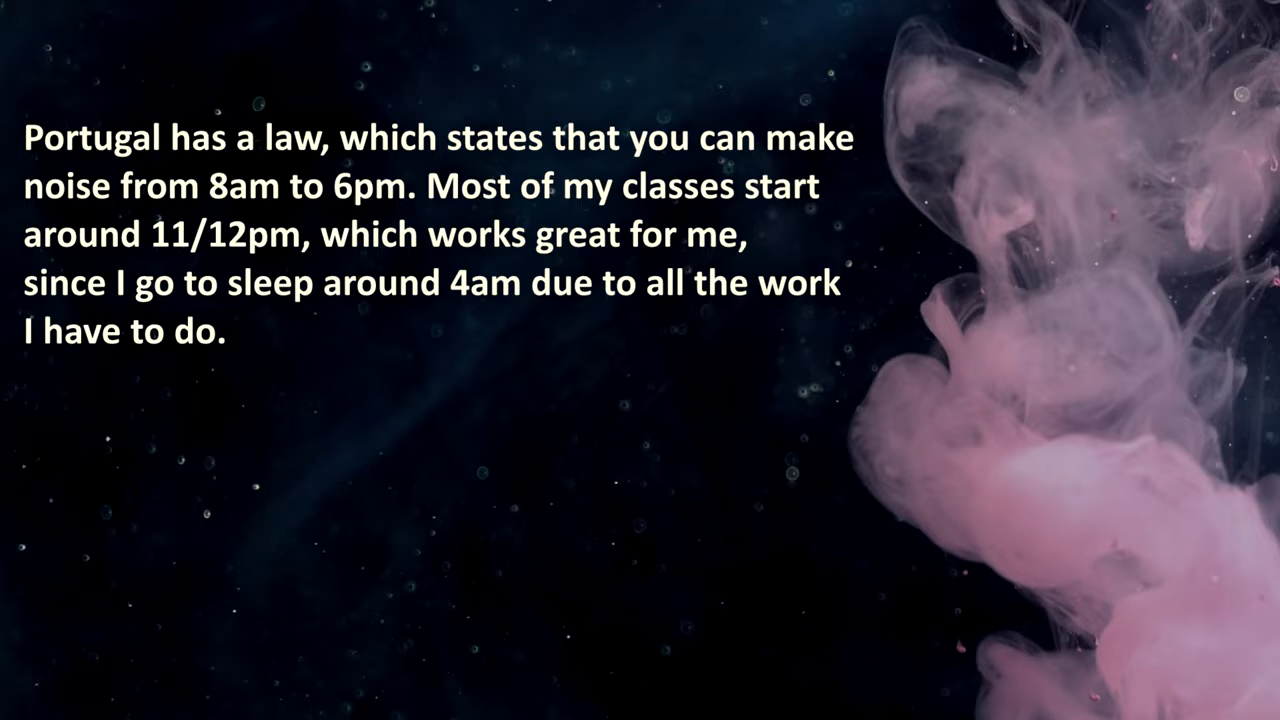 Portugal has a law, which states that you can make
noise from 8am to 6pm. Most of my classes start
around 11/12pm, which works great for me,
since I go to sleep around 4am due to all the work
I have to do.